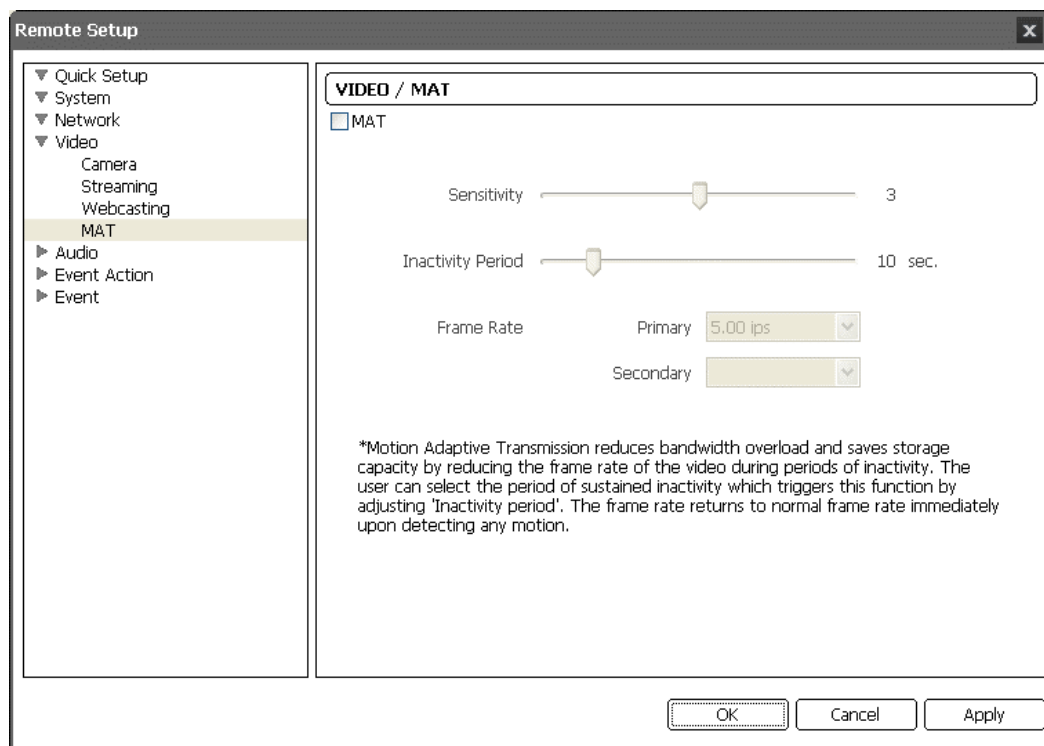 Remote Setup
Quick Setup
System
Network
Video
Camera
Streaming
Webcasting
MAT
Audio
Event Action
Event
VIDEO / MAT
MAT
Sensitivity 3
Inactivity Period 10 sec.
Frame Rate Primary 5.00 ips
Secondary
*Motion Adaptive Transmission reduces bandwidth overload and saves storage
capacity by reducing the frame rate of the video during periods of inactivity. The
user can select the period of sustained inactivity which triggers this function by
adjusting 'Inactivity period'. The frame rate returns to normal frame rate immediately
upon detecting any motion.
OK Cancel Apply